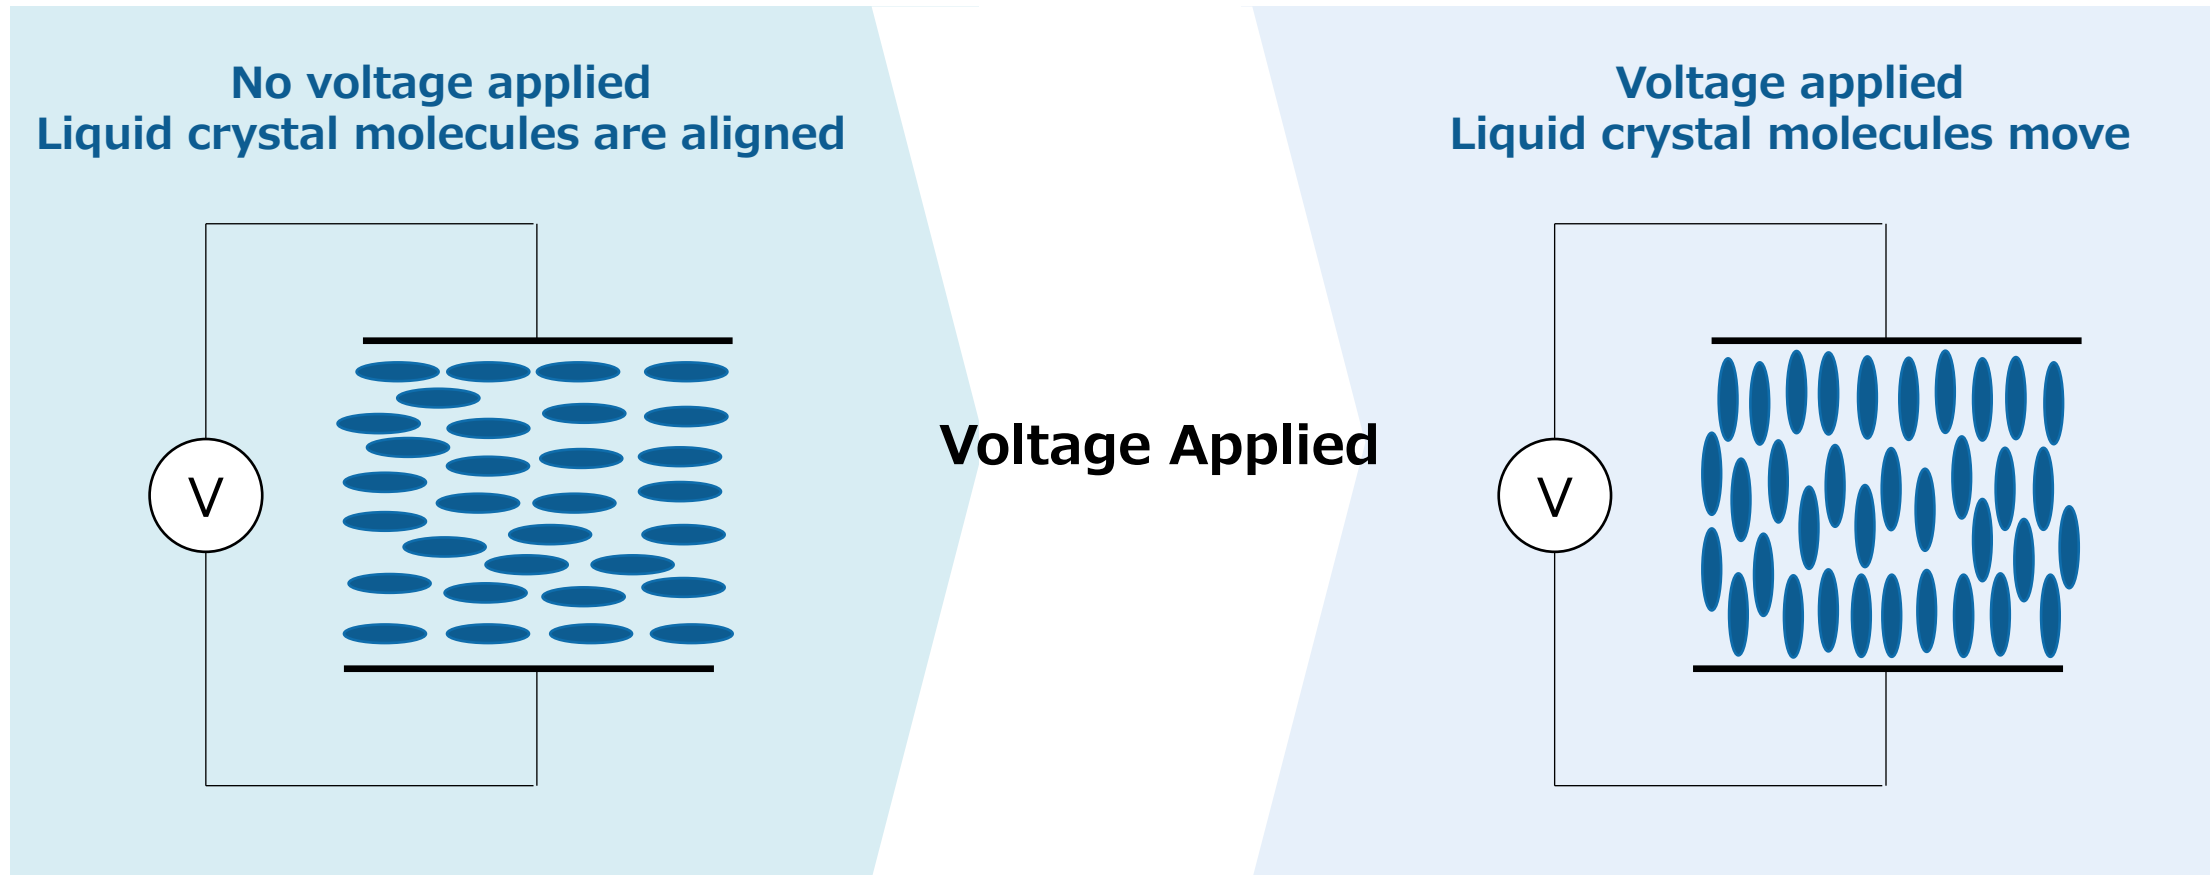 No voltage applied
Liquid crystal molecules are aligned
V
Voltage Applied
Voltage applied
Liquid crystal molecules move
V